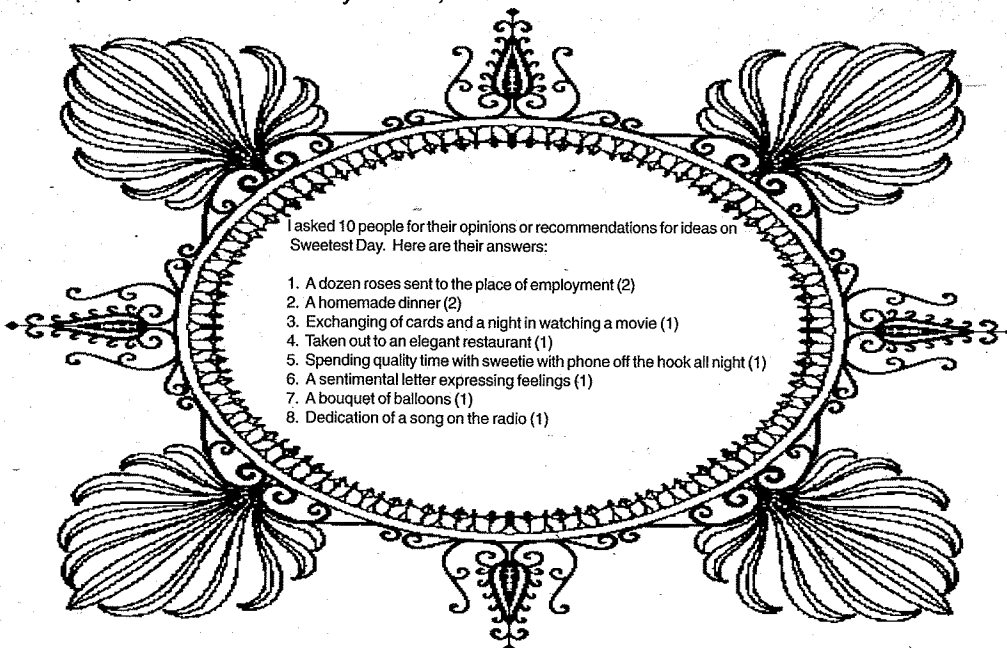 I asked 10 people for their opinions or recommendations for ideas on
Sweetest Day. Here are their answers:
1. A dozen roses sent to the place of employment (2)
2. A homemade dinner (2)
3. Exchanging of cards and a night in watching a movie (1)
4. Taken out to an elegant restaurant (1)
5. Spending quality time with sweetie with phone off the hook all night (1)
6. A sentimental letter expressing feelings (1)
7. A bouquet of balloons (1)
8. Dedication of a song on the radio (1)